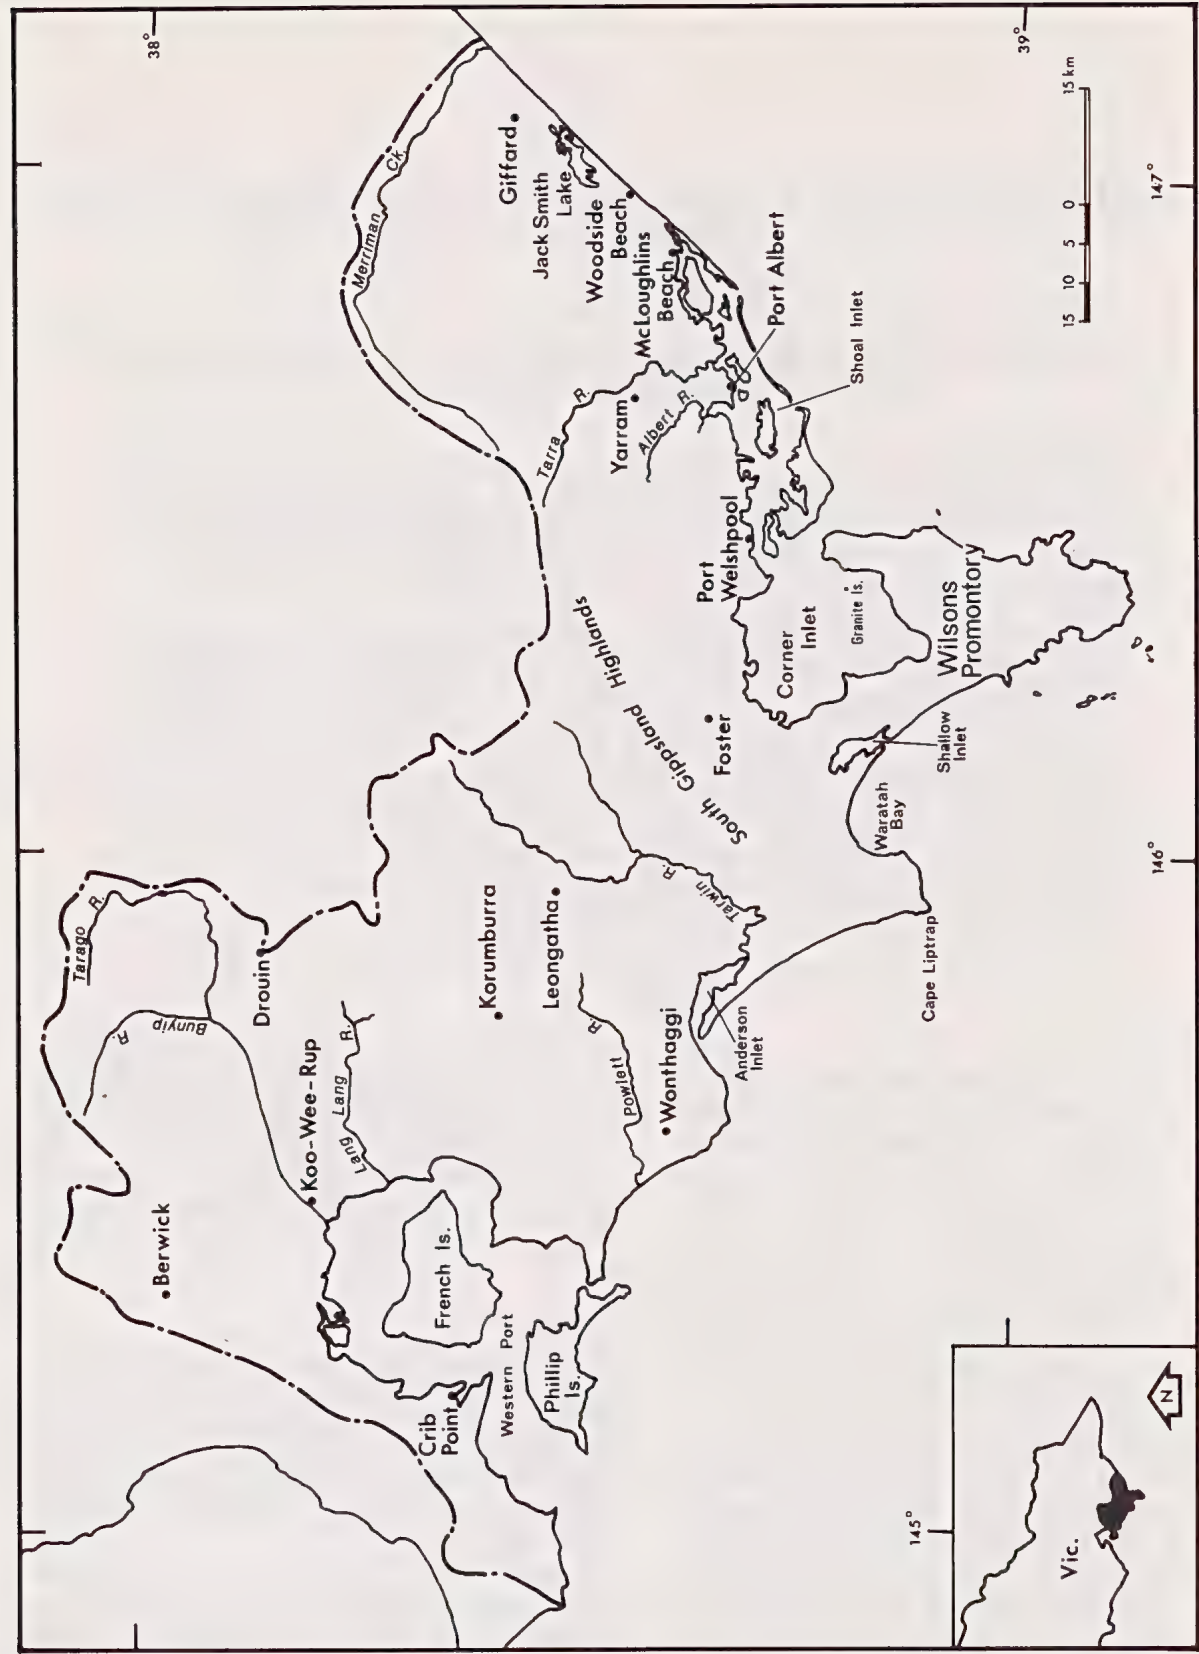 38°
39°
Merriman
Ck.
Giffard
Jack Smith
Lake
Woodside
Beach
McLoughlins
Beach
Port Albert
Shoal Inlet
15 10 5 0 15 km
147°
Tarra
R.
Yarram
Albert R.
Port
Welshpool
Corner
Inlet
Granite Is.
Wilsons
Promontory
South Gippsland Highlands
Foster
Shallow
Inlet
Waratah
Bay
146°
Tarago
R.
Drouin
Bunyip
R.
Korumburra
Leongatha
Tarwin
R.
Cape Liptrap
Koo-Wee-Rup
Lang Lang R.
Powlett
R.
Wonthaggi
Anderson
Inlet
Berwick
French Is.
Crib
Point
Western Port
Phillip
Is.
145°
Vic.
N